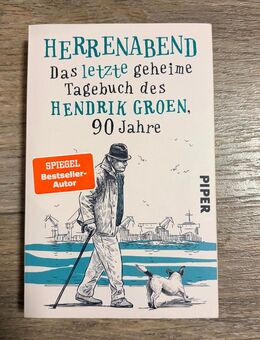 HERRENABEND
Das letzte geheime
Tagebuch des
HENDRIK GROEN,
90 Jahre
SPIEGEL
Bestseller-
Autor
PIPER